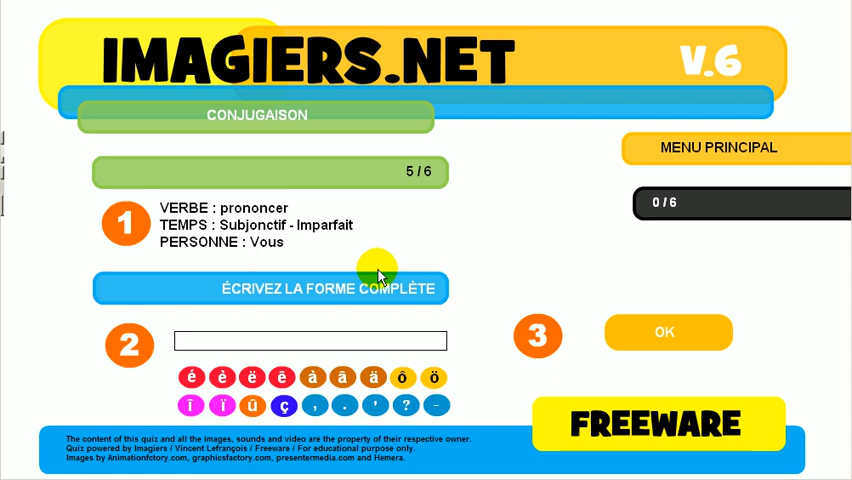 IMAGIERS.NET
V.6
CONJUGAISON
MENU PRINCIPAL
5 / 6
0 / 6
1
VERBE : prononcer
TEMPS : Subjonctif - Imparfait
PERSONNE : Vous
ÉCRIVEZ LA FORME COMPLÈTE
2
3
OK
é è ë ē à â ä ô ö
î ï û ç , . ' ? -
FREEWARE
The content of this quiz and all the images, sounds and video are the property of their respective owner.
Quiz powered by Imagiers / Vincent Lefrançois / Freeware / For educational purpose only.
Images by Animationfctory.com, graphicsfactory.com, presentermedia.com and Hemera.